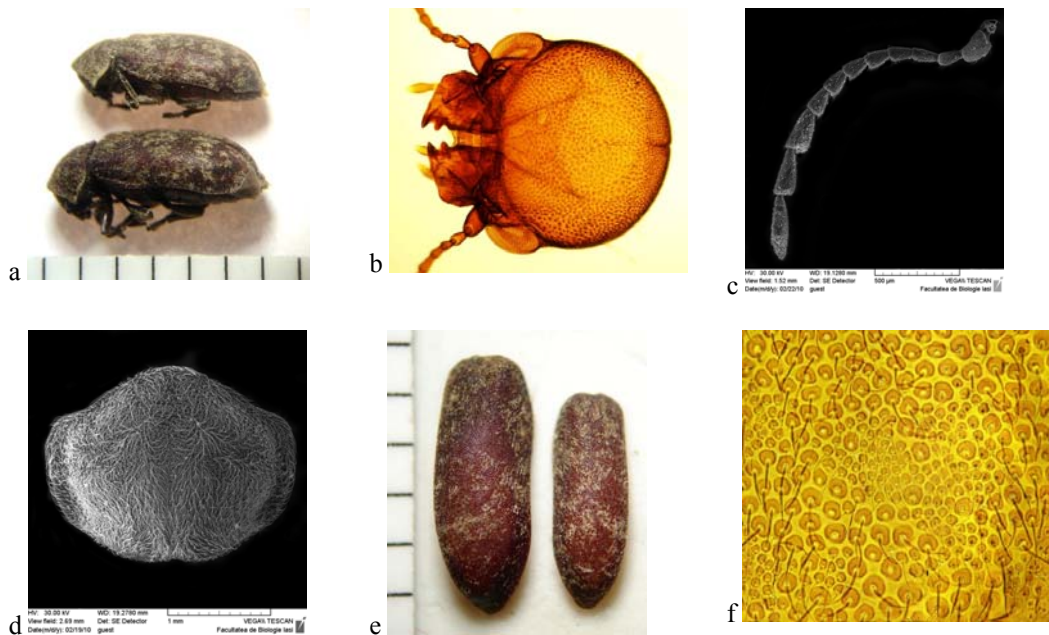 a
b
c
HV: 30.00 kV WD: 19.1280 mm
View field: 1.52 mm Det: SE Detector 500 µm VEGA\\ TESCAN
Date(m/d/y): 02/22/10 guest Facultatea de Biologie Iasi
d
HV: 30.00 kV WD: 19.2780 mm
View field: 2.69 mm Det: SE Detector 1 mm VEGA\\ TESCAN
Date(m/d/y): 02/19/10 guest Facultatea de Biologie Iasi
e
f